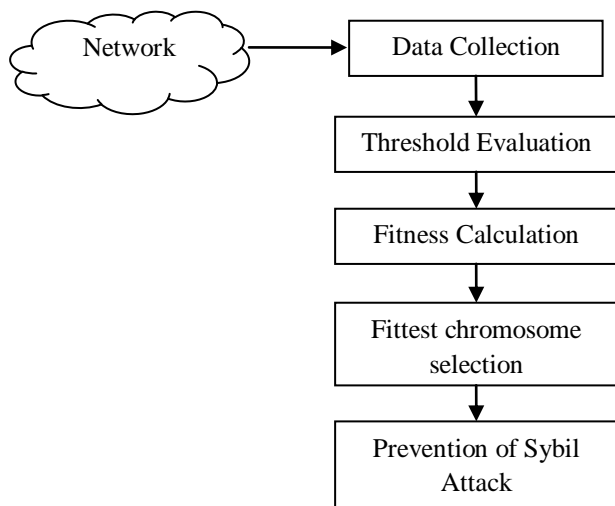 Network
Data Collection
Threshold Evaluation
Fitness Calculation
Fittest chromosome
selection
Prevention of Sybil
Attack